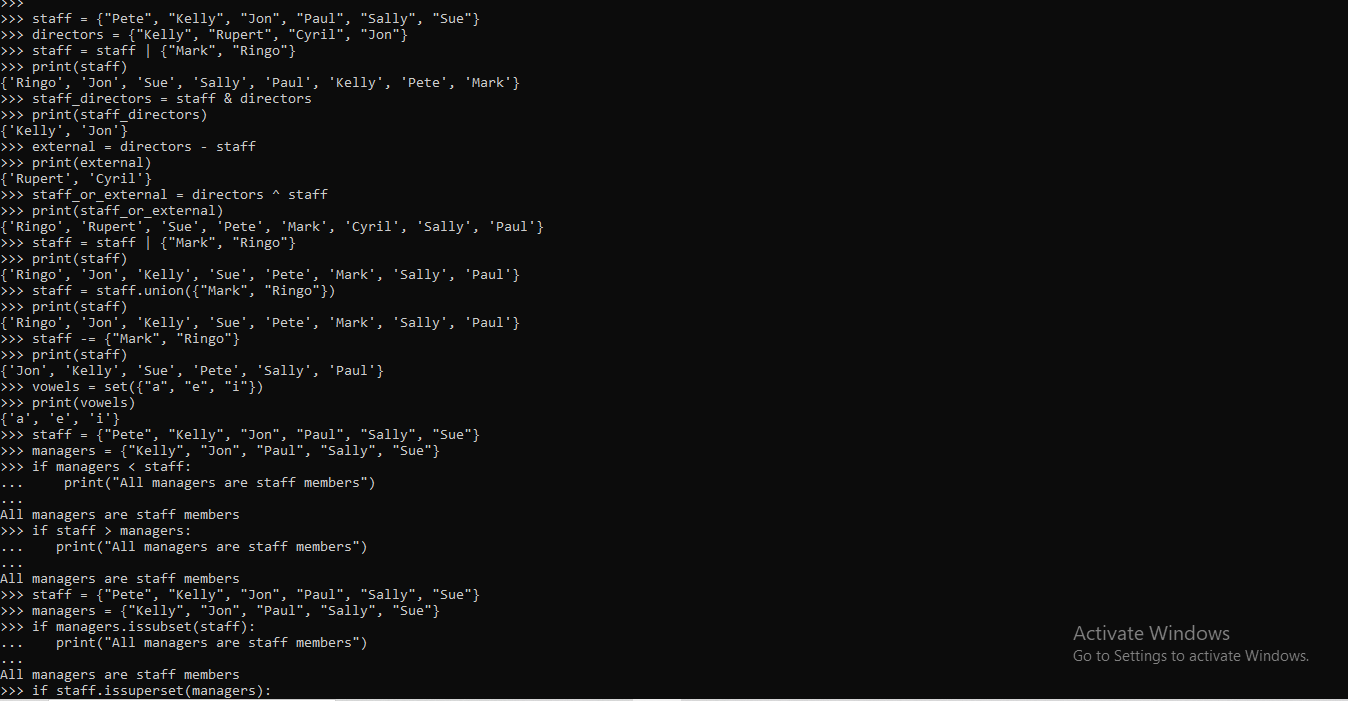 >>>
>>> staff = {"Pete", "Kelly", "Jon", "Paul", "Sally", "Sue"}
>>> directors = {"Kelly", "Rupert", "Cyril", "Jon"}
>>> staff = staff | {"Mark", "Ringo"}
>>> print(staff)
{'Ringo', 'Jon', 'Sue', 'Sally', 'Paul', 'Kelly', 'Pete', 'Mark'}
>>> staff_directors = staff & directors
>>> print(staff_directors)
{'Kelly', 'Jon'}
>>> external = directors - staff
>>> print(external)
{'Rupert', 'Cyril'}
>>> staff_or_external = directors ^ staff
>>> print(staff_or_external)
{'Ringo', 'Rupert', 'Sue', 'Pete', 'Mark', 'Cyril', 'Sally', 'Paul'}
>>> staff = staff | {"Mark", "Ringo"}
>>> print(staff)
{'Ringo', 'Jon', 'Kelly', 'Sue', 'Pete', 'Mark', 'Sally', 'Paul'}
>>> staff = staff.union({"Mark", "Ringo"})
>>> print(staff)
{'Ringo', 'Jon', 'Kelly', 'Sue', 'Pete', 'Mark', 'Sally', 'Paul'}
>>> staff -= {"Mark", "Ringo"}
>>> print(staff)
{'Jon', 'Kelly', 'Sue', 'Pete', 'Sally', 'Paul'}
>>> vowels = set({"a", "e", "i"})
>>> print(vowels)
{'a', 'e', 'i'}
>>> staff = {"Pete", "Kelly", "Jon", "Paul", "Sally", "Sue"}
>>> managers = {"Kelly", "Jon", "Paul", "Sally", "Sue"}
>>> if managers < staff:
...     print("All managers are staff members")
...
All managers are staff members
>>> if staff > managers:
...    print("All managers are staff members")
...
All managers are staff members
>>> staff = {"Pete", "Kelly", "Jon", "Paul", "Sally", "Sue"}
>>> managers = {"Kelly", "Jon", "Paul", "Sally", "Sue"}
>>> if managers.issubset(staff):
...    print("All managers are staff members")
...
All managers are staff members
>>> if staff.issuperset(managers):
Activate Windows
Go to Settings to activate Windows.